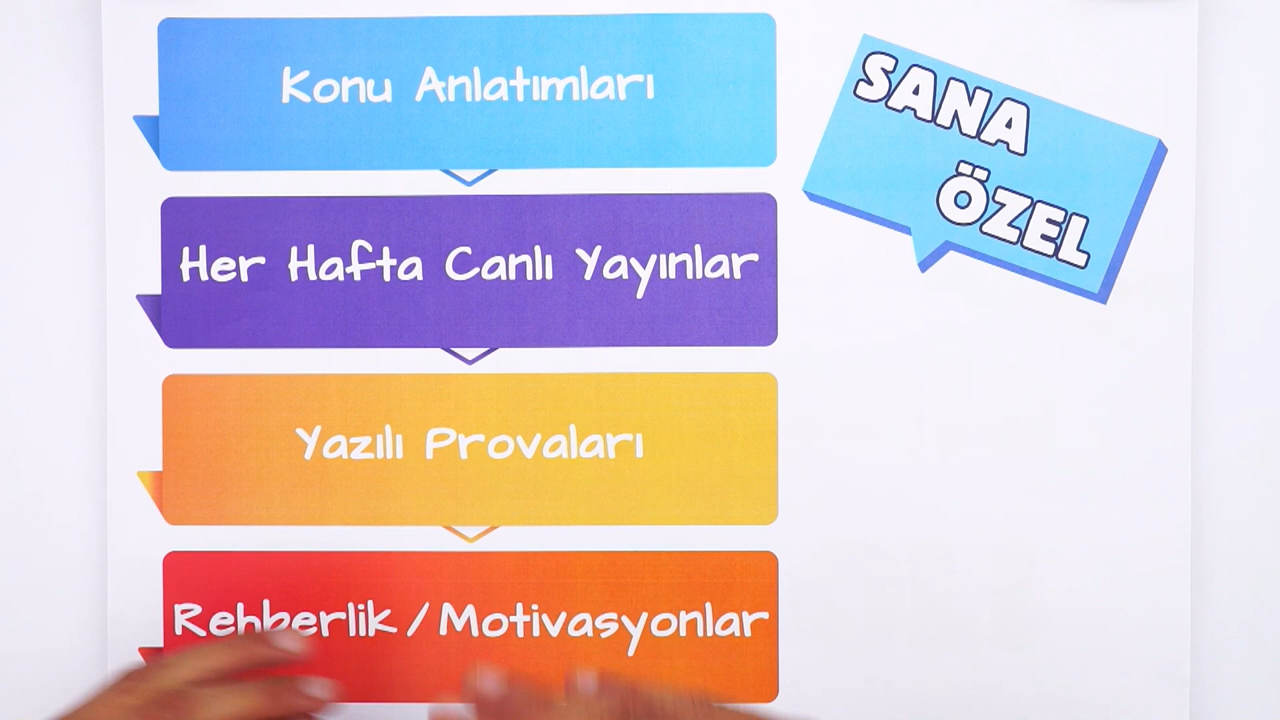 Konu Anlatımları
Her Hafta Canlı Yayınlar
Yazılı Provaları
Rehberlik / Motivasyonlar
SANA
ÖZEL